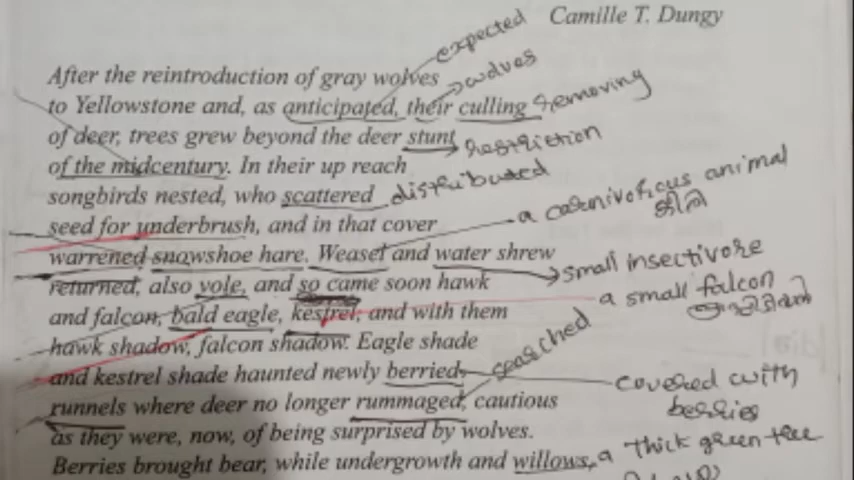 Camille T. Dungy
expected
After the reintroduction of gray wolves
wolves
to Yellowstone and, as anticipated, their culling
removing
of deer, trees grew beyond the deer stunt
restriction
of the midcentury. In their up reach
songbirds nested, who scattered
distributed
seed for underbrush, and in that cover
a carnivorous animal
warrened snowshoe hare. Weasel and water shrew
small insectivore
returned, also vole, and so came soon hawk
a small falcon
and falcon, bald eagle, kestrel, and with them
hawk shadow, falcon shadow. Eagle shade
searched
and kestrel shade haunted newly berried
covered with
berries
runnels where deer no longer rummaged, cautious
as they were, now, of being surprised by wolves.
a thick green tree
Berries brought bear, while undergrowth and willows,